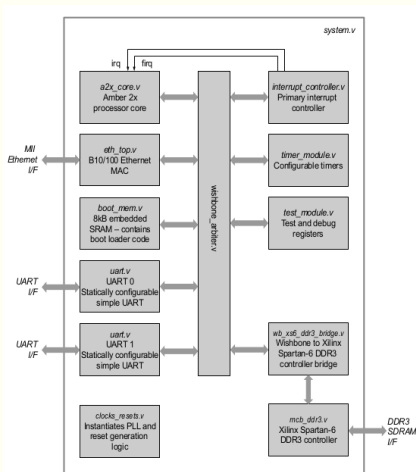 system.v
irq
firq
a2x_core.v
Amber 2x
processor core
interrupt_controller.v
Primary interrupt
controller
MII
Ethernet
I/F
eth_top.v
B10/100 Ethernet
MAC
timer_module.v
Configurable timers
wishbone_arbiter.v
boot_mem.v
8kB embedded
SRAM – contains
boot loader code
test_module.v
Test and debug
registers
UART
I/F
uart.v
UART 0
Statically configurable
simple UART
UART
I/F
uart.v
UART 1
Statically configurable
simple UART
wb_xs6_ddr3_bridge.v
Wishbone to Xilinx
Spartan-6 DDR3
controller bridge
clocks_resets.v
Instantiates PLL and
reset generation
logic
mcb_ddr3.v
Xilinx Spartan-6
DDR3 controller
DDR3
SDRAM
I/F